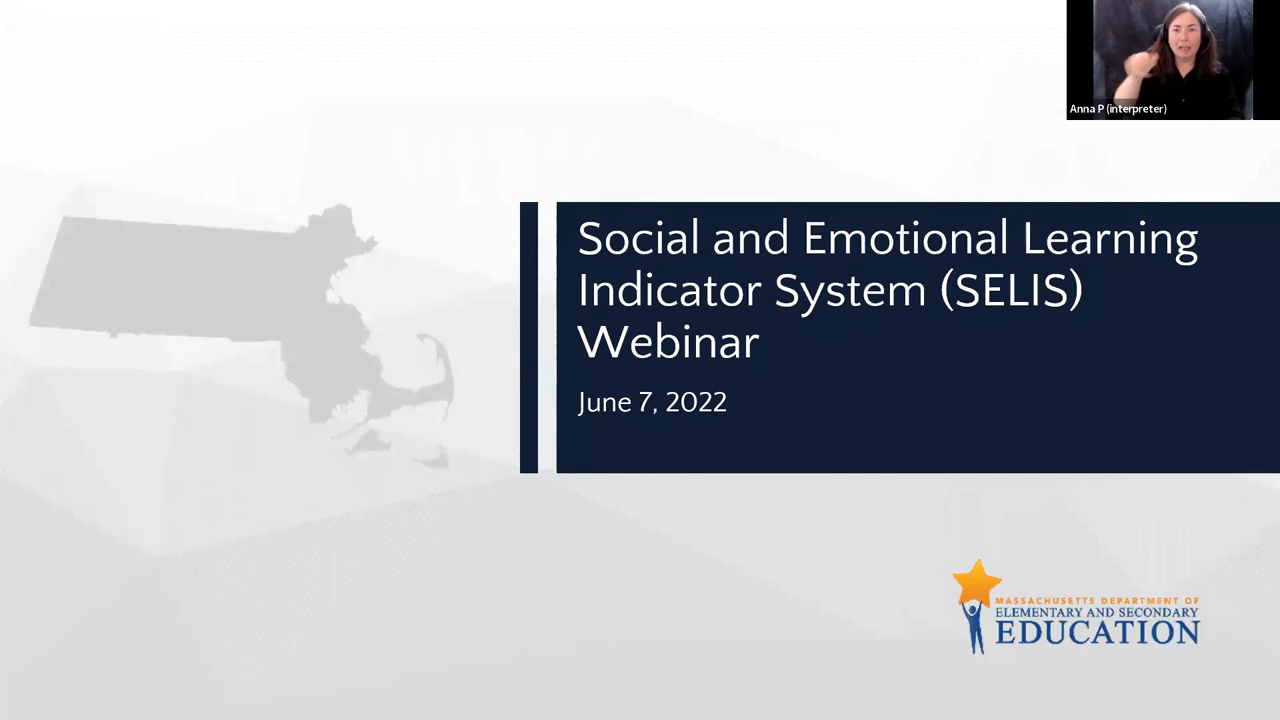 Anna P (interpreter)
Social and Emotional Learning
Indicator System (SELIS)
Webinar
June 7, 2022
MASSACHUSETTS DEPARTMENT OF
ELEMENTARY AND SECONDARY
EDUCATION